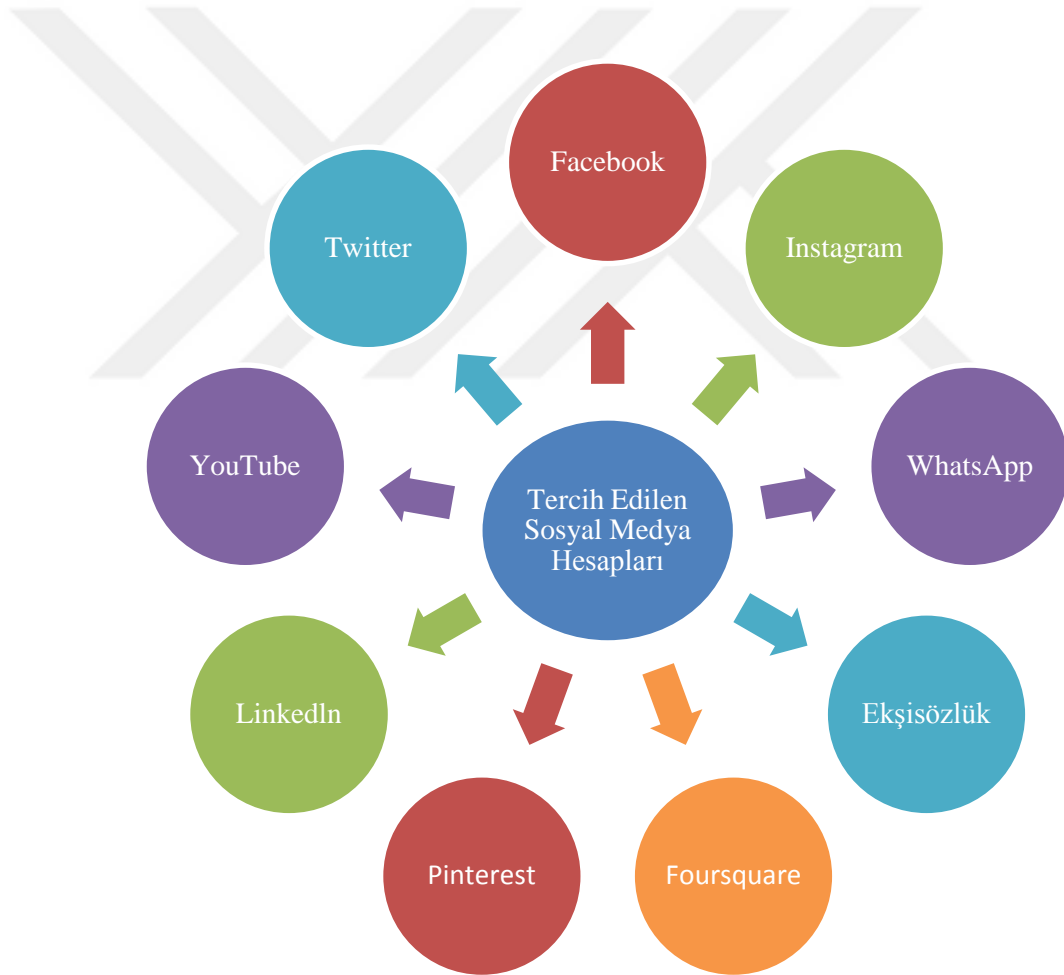 Facebook
Instagram
WhatsApp
Ekşisözlük
Foursquare
Pinterest
Linkedln
YouTube
Twitter
Tercih Edilen
Sosyal Medya
Hesapları